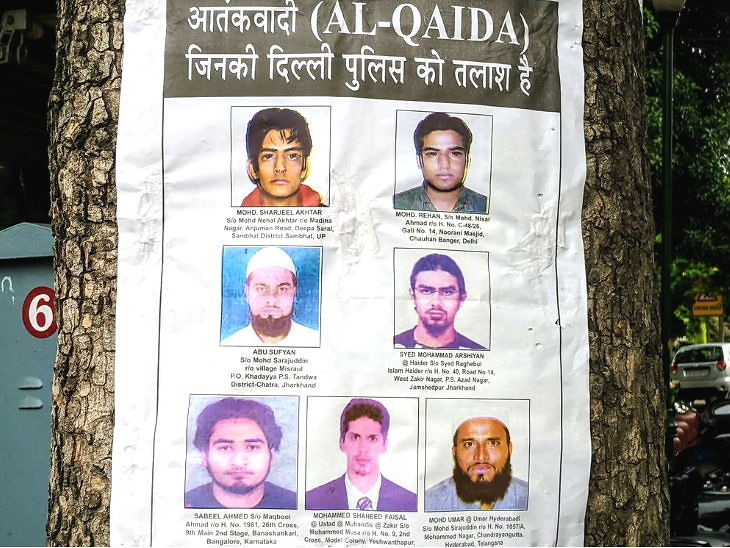 आतंकवादी (AL-QAIDA)
जिनकी दिल्ली पुलिस को तलाश है
MOHD. SHARJEEL AKHTAR
S/o Mohd Nehal Akhtar r/o Madina
Nagar, Anjuman Road, Deepa Sarai,
Sambhal District Sambhal, UP
MOHD. REHAN, S/o Mohd. Nisar
Ahmad r/o H. No. C-48/26,
Gali No. 14, Noorani Masjid,
Chauhan Banger, Delhi
ABU SUFYAN
S/o Mohd Sarajuddin
r/o village Misraul
P.O. Khadayya P.S. Tandwa
District-Chatra, Jharkhand
SYED MOHAMMAD ARSHIYAN
@ Haider S/o Syed Raghebul
Islam Haider r/o H. No. 40, Road No 14,
West Zakir Nagar, P.S. Azad Nagar,
Jamshedpur Jharkhand
SABEEL AHMED S/o Maqbool
Ahmad r/o H. No. 1981, 26th Cross,
9th Main 2nd Stage, Banashankari,
Bangalore, Karnataka
MOHAMMED SHAHEED FAISAL
@ Ustad @ Muhandis @ Zakir S/o
Mohammed Musa r/o H. No. 9, 2nd
Cross, Model Colony, Yeshwanthapur,
MOHD UMAR @ Umar Hyderabadi
S/o Mohd Sirajuddin r/o H. No.
Mohammed Nagar, Chandrayangutta,
Hyderabad, Telangana
6